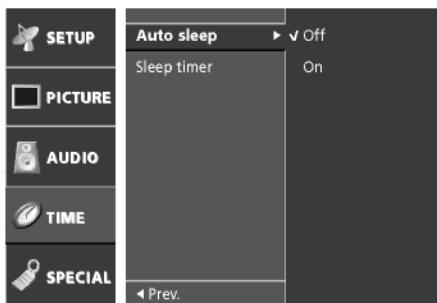 SETUP
PICTURE
AUDIO
TIME
SPECIAL
Auto sleep ▶ ✓ Off
Sleep timer On
◀ Prev.